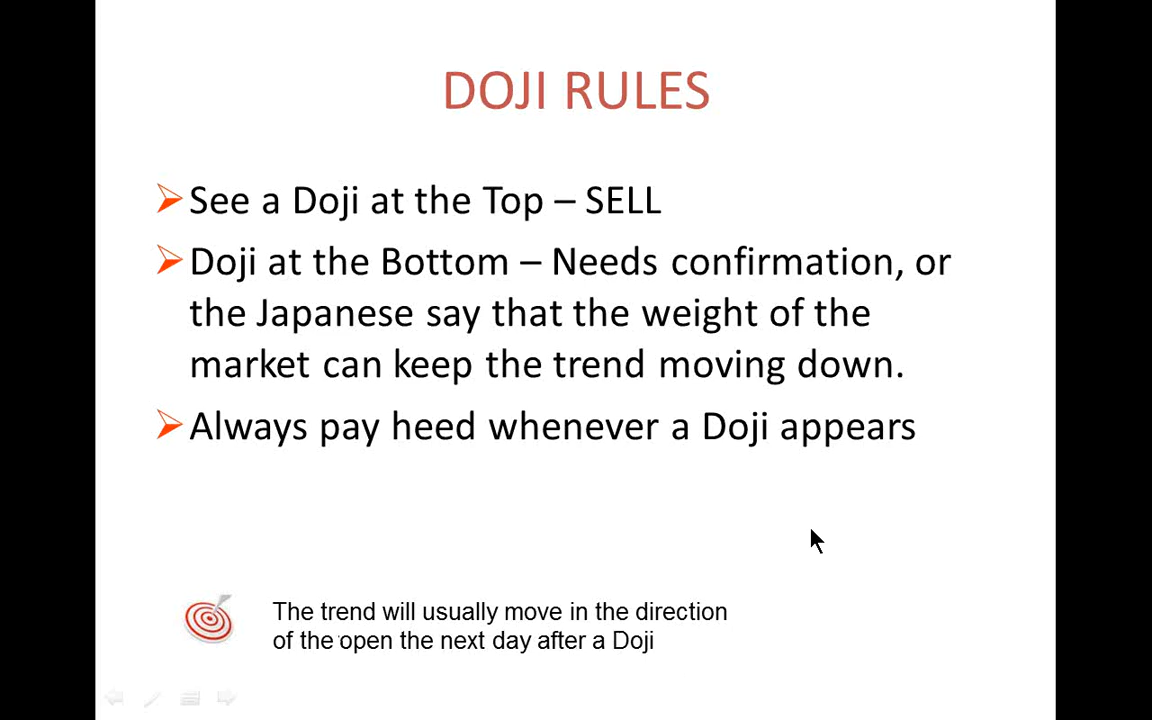 DOJI RULES
See a Doji at the Top – SELL
Doji at the Bottom – Needs confirmation, or
the Japanese say that the weight of the
market can keep the trend moving down.
Always pay heed whenever a Doji appears
The trend will usually move in the direction
of the open the next day after a Doji